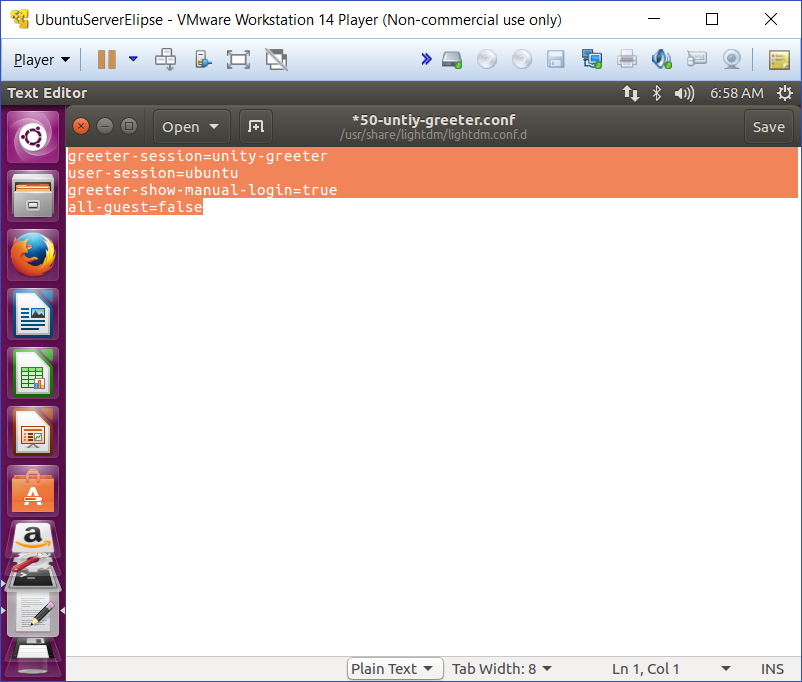 UbuntuServerElipse - VMware Workstation 14 Player (Non-commercial use only)
Player
Text Editor
6:58 AM
Open
*50-untiy-greeter.conf
/usr/share/lightdm/lightdm.conf.d
Save
greeter-session=unity-greeter
user-session=ubuntu
greeter-show-manual-login=true
all-guest=false
A
a
Plain Text
Tab Width: 8
Ln 1, Col 1
INS